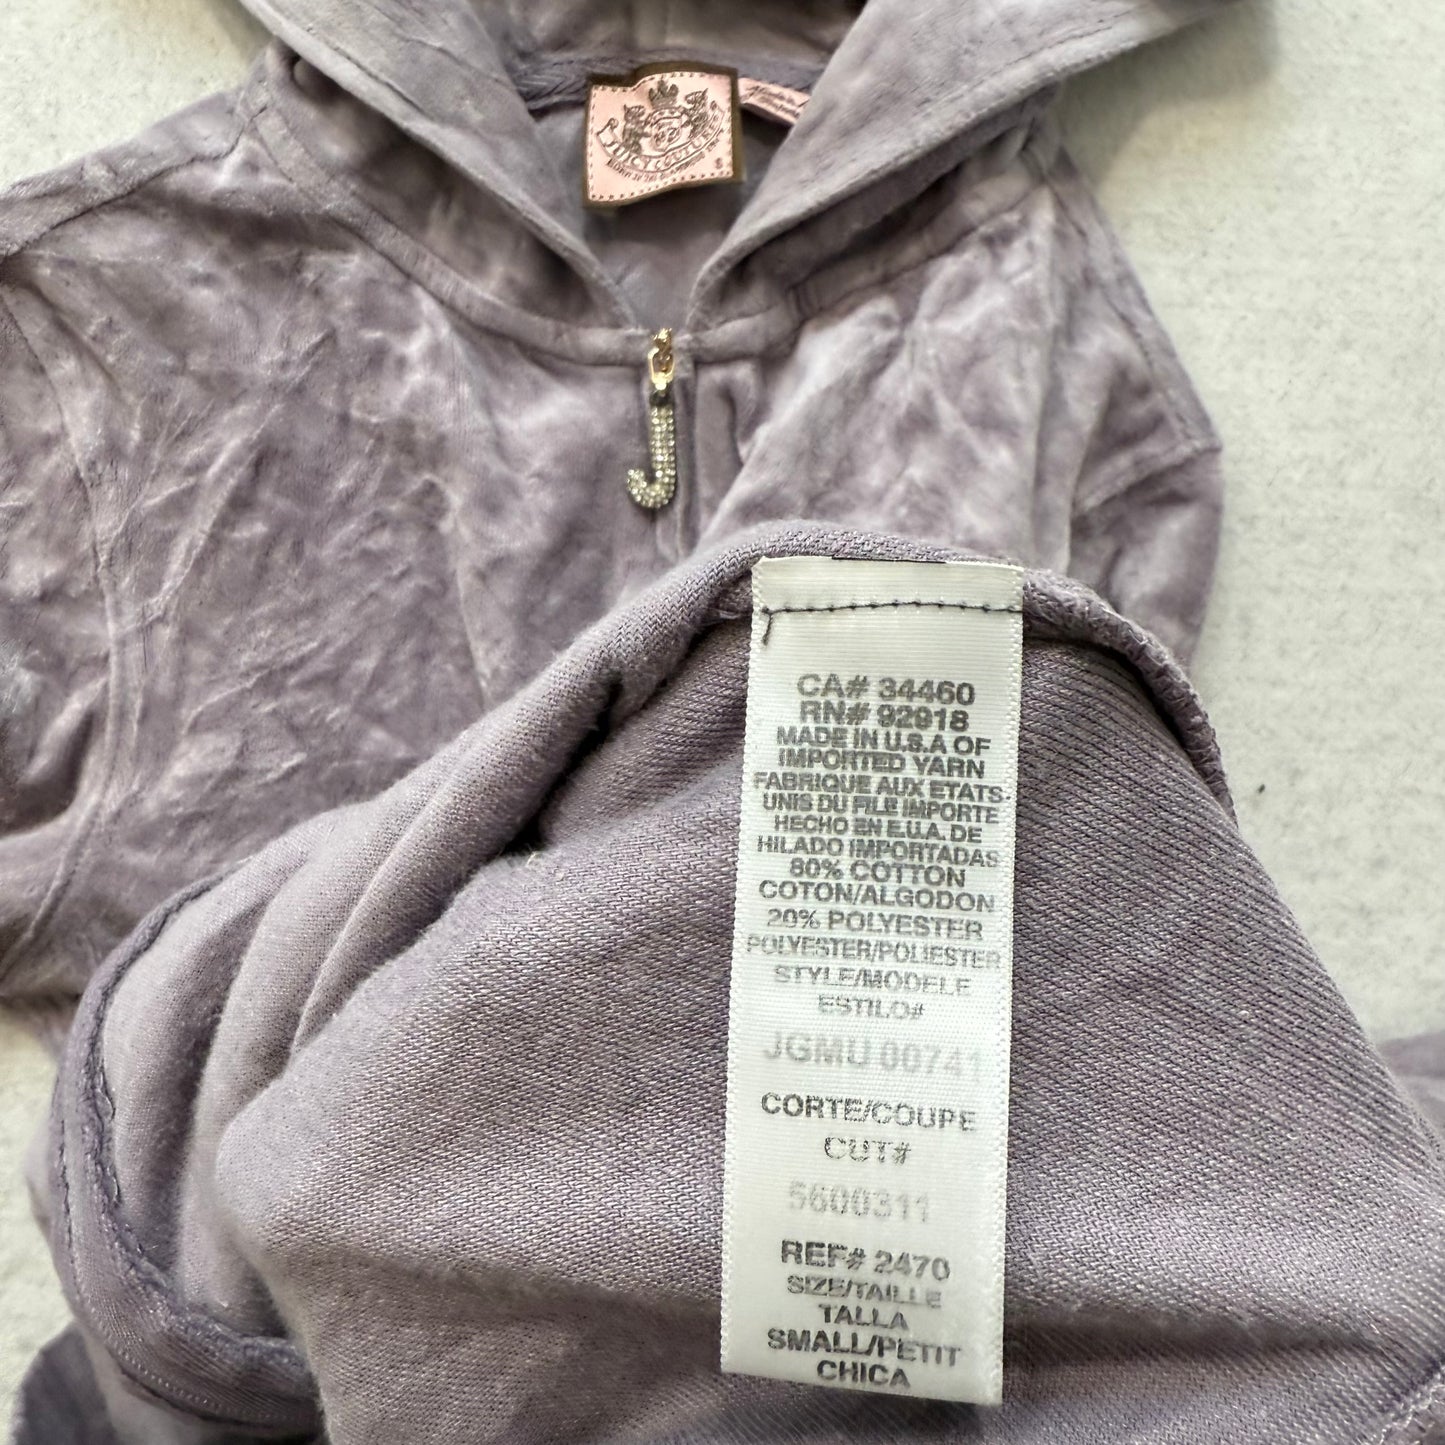 JUICY COUTURE
S
J
CA# 34460
RN# 92918
MADE IN U.S.A OF
IMPORTED YARN
FABRIQUE AUX ETATS-
UNIS DU FILE IMPORTE
HECHO EN E.U.A. DE
HILADO IMPORTADAS
80% COTTON
COTON/ALGODON
20% POLYESTER
POLYESTER/POLIESTER
STYLE/MODELE
ESTILO#
JGMU 00741
CORTE/COUPE
CUT#
5600311
REF# 2470
SIZE/TAILLE
TALLA
SMALL/PETIT
CHICA